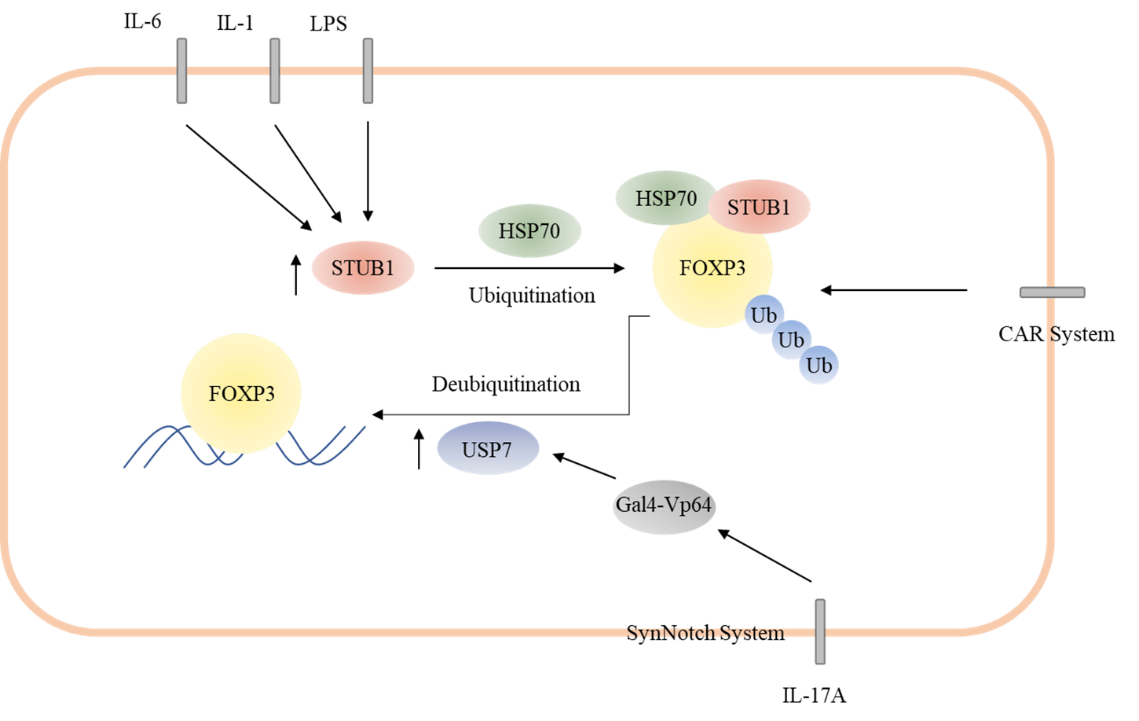 IL-6
IL-1
LPS
HSP70
STUB1
HSP70
STUB1
FOXP3
Ubiquitination
Ub
Ub
Ub
CAR System
FOXP3
Deubiquitination
USP7
Gal4-Vp64
SynNotch System
IL-17A